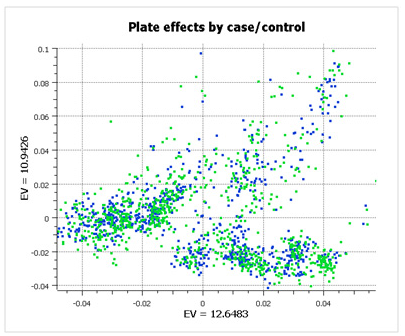 Plate effects by case/control
0.1
0.08
0.06
0.04
0.02
0
-0.02
-0.04
EV = 10.9426
-0.04 -0.02 0 0.02 0.04
EV = 12.6483